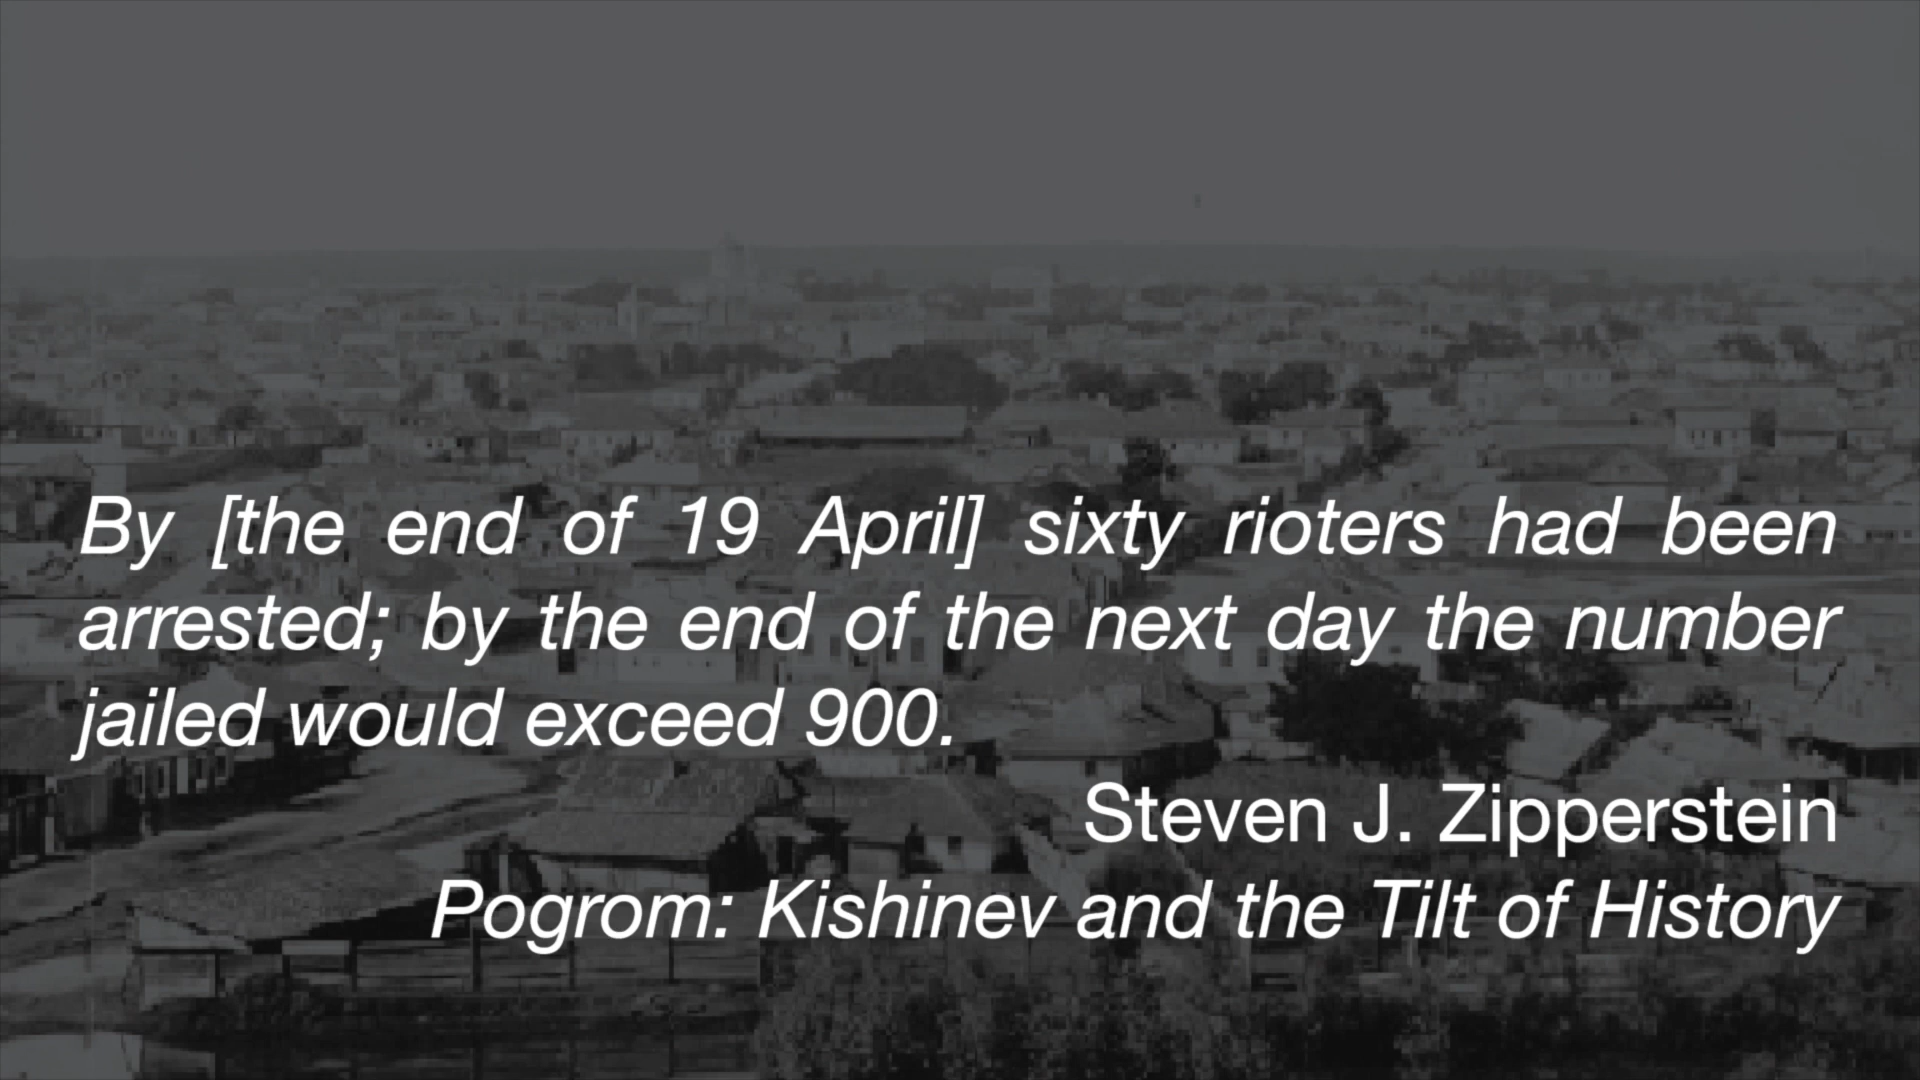 By [the end of 19 April] sixty rioters had been
arrested; by the end of the next day the number
jailed would exceed 900.
Steven J. Zipperstein
Pogrom: Kishinev and the Tilt of History